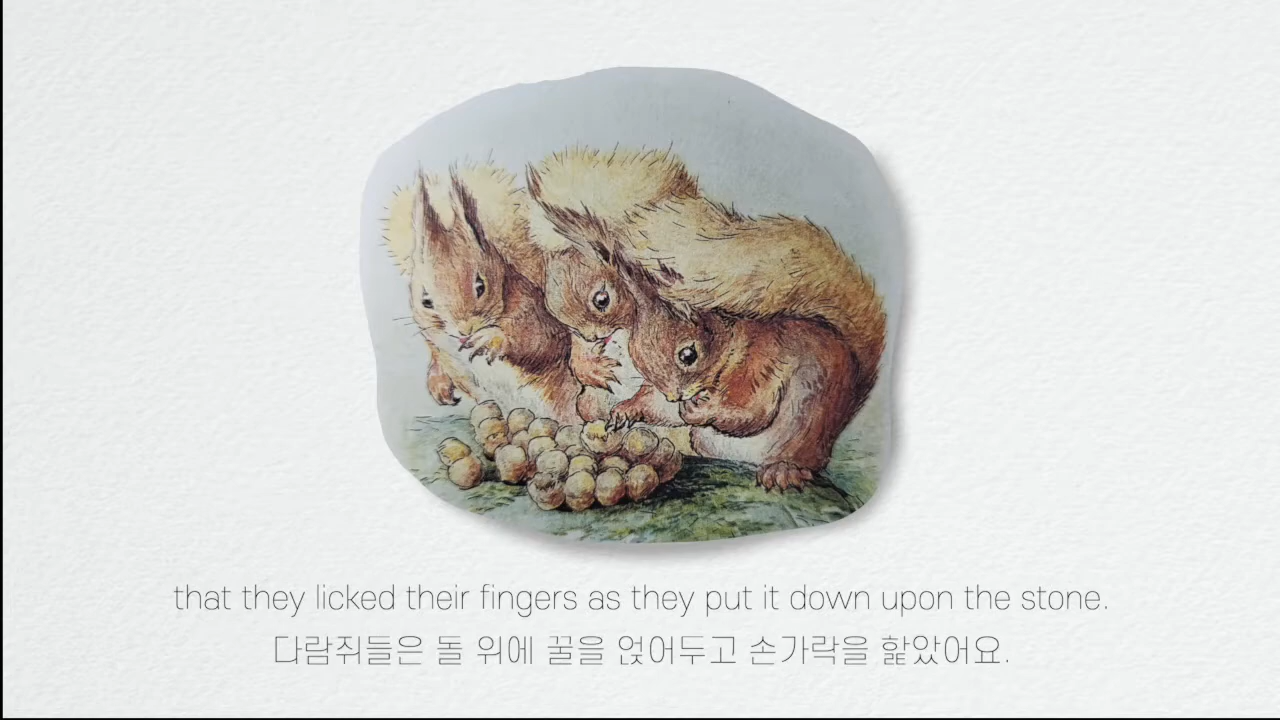 that they licked their fingers as they put it down upon the stone.
다람쥐들은 돌 위에 꿀을 얹어두고 손가락을 핥았어요.